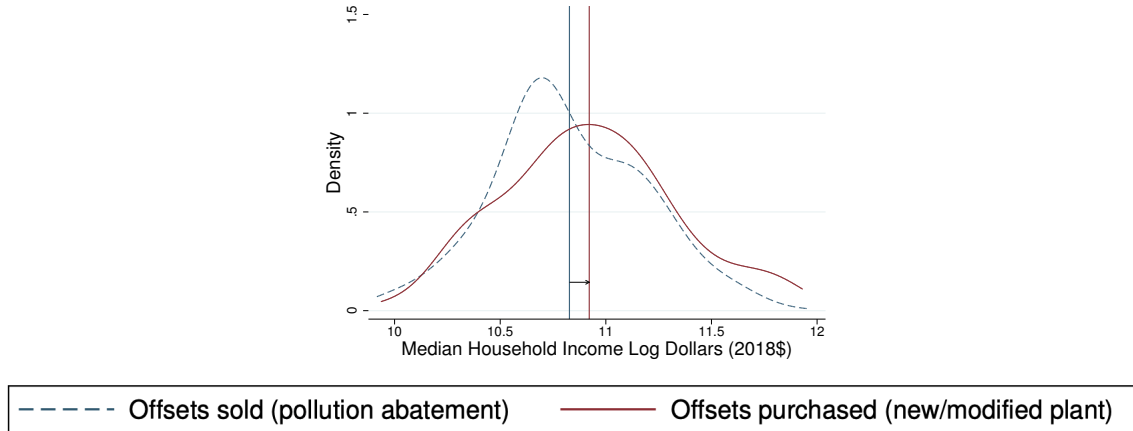 1.5
1
.5
0
Density
10 10.5 11 11.5 12
Median Household Income Log Dollars (2018$)
Offsets sold (pollution abatement) Offsets purchased (new/modified plant)